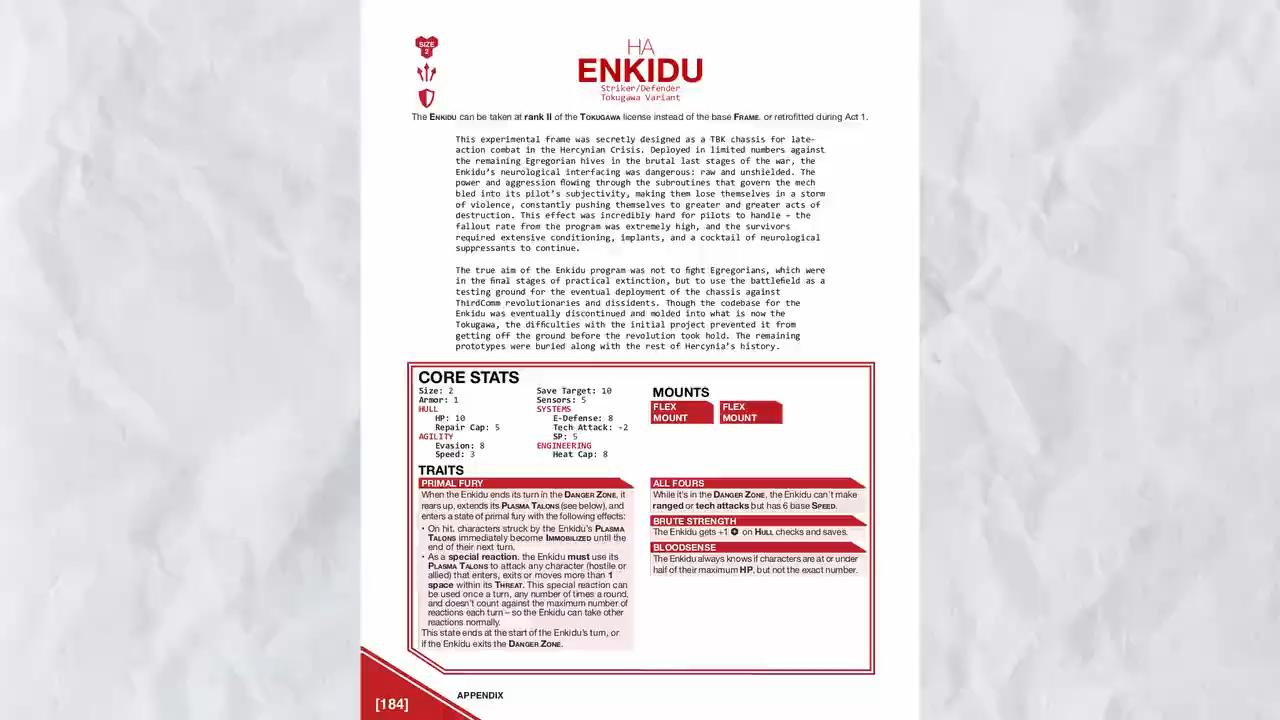 SIZE
2
HA
ENKIDU
Striker/Defender
Tokugawa Variant
The ENKIDU can be taken at rank II of the TOKUGAWA license instead of the base FRAME, or retrofitted during Act 1.
This experimental frame was secretly designed as a TBK chassis for late-
action combat in the Hercynian Crisis. Deployed in limited numbers against
the remaining Egregorian hives in the brutal last stages of the war, the
Enkidu's neurological interfacing was dangerous: raw and unshielded. The
power and aggression flowing through the subroutines that govern the mech
bled into its pilot's subjectivity, making them lose themselves in a storm
of violence, constantly pushing themselves to greater and greater acts of
destruction. This effect was incredibly hard for pilots to handle – the
fallout rate from the program was extremely high, and the survivors
required extensive conditioning, implants, and a cocktail of neurological
suppressants to continue.
The true aim of the Enkidu program was not to fight Egregorians, which were
in the final stages of practical extinction, but to use the battlefield as a
testing ground for the eventual deployment of the chassis against
ThirdComm revolutionaries and dissidents. Though the codebase for the
Enkidu was eventually discontinued and molded into what is now the
Tokugawa, the difficulties with the initial project prevented it from
getting off the ground before the revolution took hold. The remaining
prototypes were buried along with the rest of Hercynia's history.
CORE STATS
Size: 2
Armor: 1
HULL
HP: 10
Repair Cap: 5
AGILITY
Evasion: 8
Speed: 3
Save Target: 10
Sensors: 5
SYSTEMS
E-Defense: 8
Tech Attack: -2
SP: 5
ENGINEERING
Heat Cap: 8
MOUNTS
FLEX
MOUNT
FLEX
MOUNT
TRAITS
PRIMAL FURY
When the Enkidu ends its turn in the DANGER ZONE, it
rears up, extends its PLASMA TALONS (see below), and
enters a state of primal fury with the following effects:
• On hit, characters struck by the Enkidu's PLASMA
TALONS immediately become IMMOBILIZED until the
end of their next turn.
• As a special reaction, the Enkidu must use its
PLASMA TALONS to attack any character (hostile or
allied) that enters, exits or moves more than 1
space within its THREAT. This special reaction can
be used once a turn, any number of times a round,
and doesn't count against the maximum number of
reactions each turn – so the Enkidu can take other
reactions normally.
This state ends at the start of the Enkidu's turn, or
if the Enkidu exits the DANGER ZONE.
ALL FOURS
While it's in the DANGER ZONE, the Enkidu can't make
ranged or tech attacks but has 6 base SPEED.
BRUTE STRENGTH
The Enkidu gets +1 on HULL checks and saves.
BLOODSENSE
The Enkidu always knows if characters are at or under
half of their maximum HP, but not the exact number.
[184]
APPENDIX